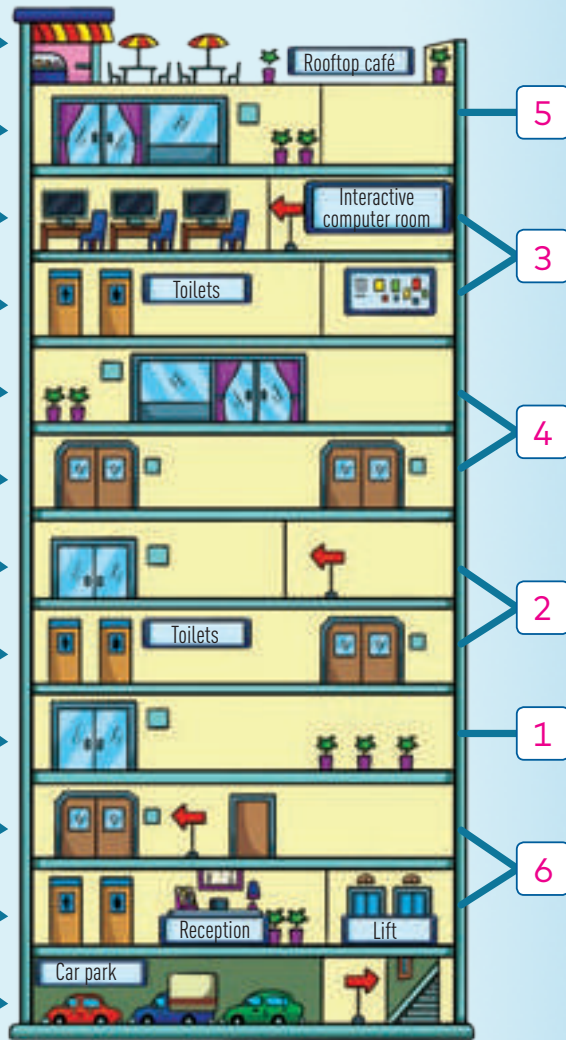 Rooftop café
5
Interactive
computer room
3
Toilets
4
2
Toilets
1
6
Reception
Lift
Car park